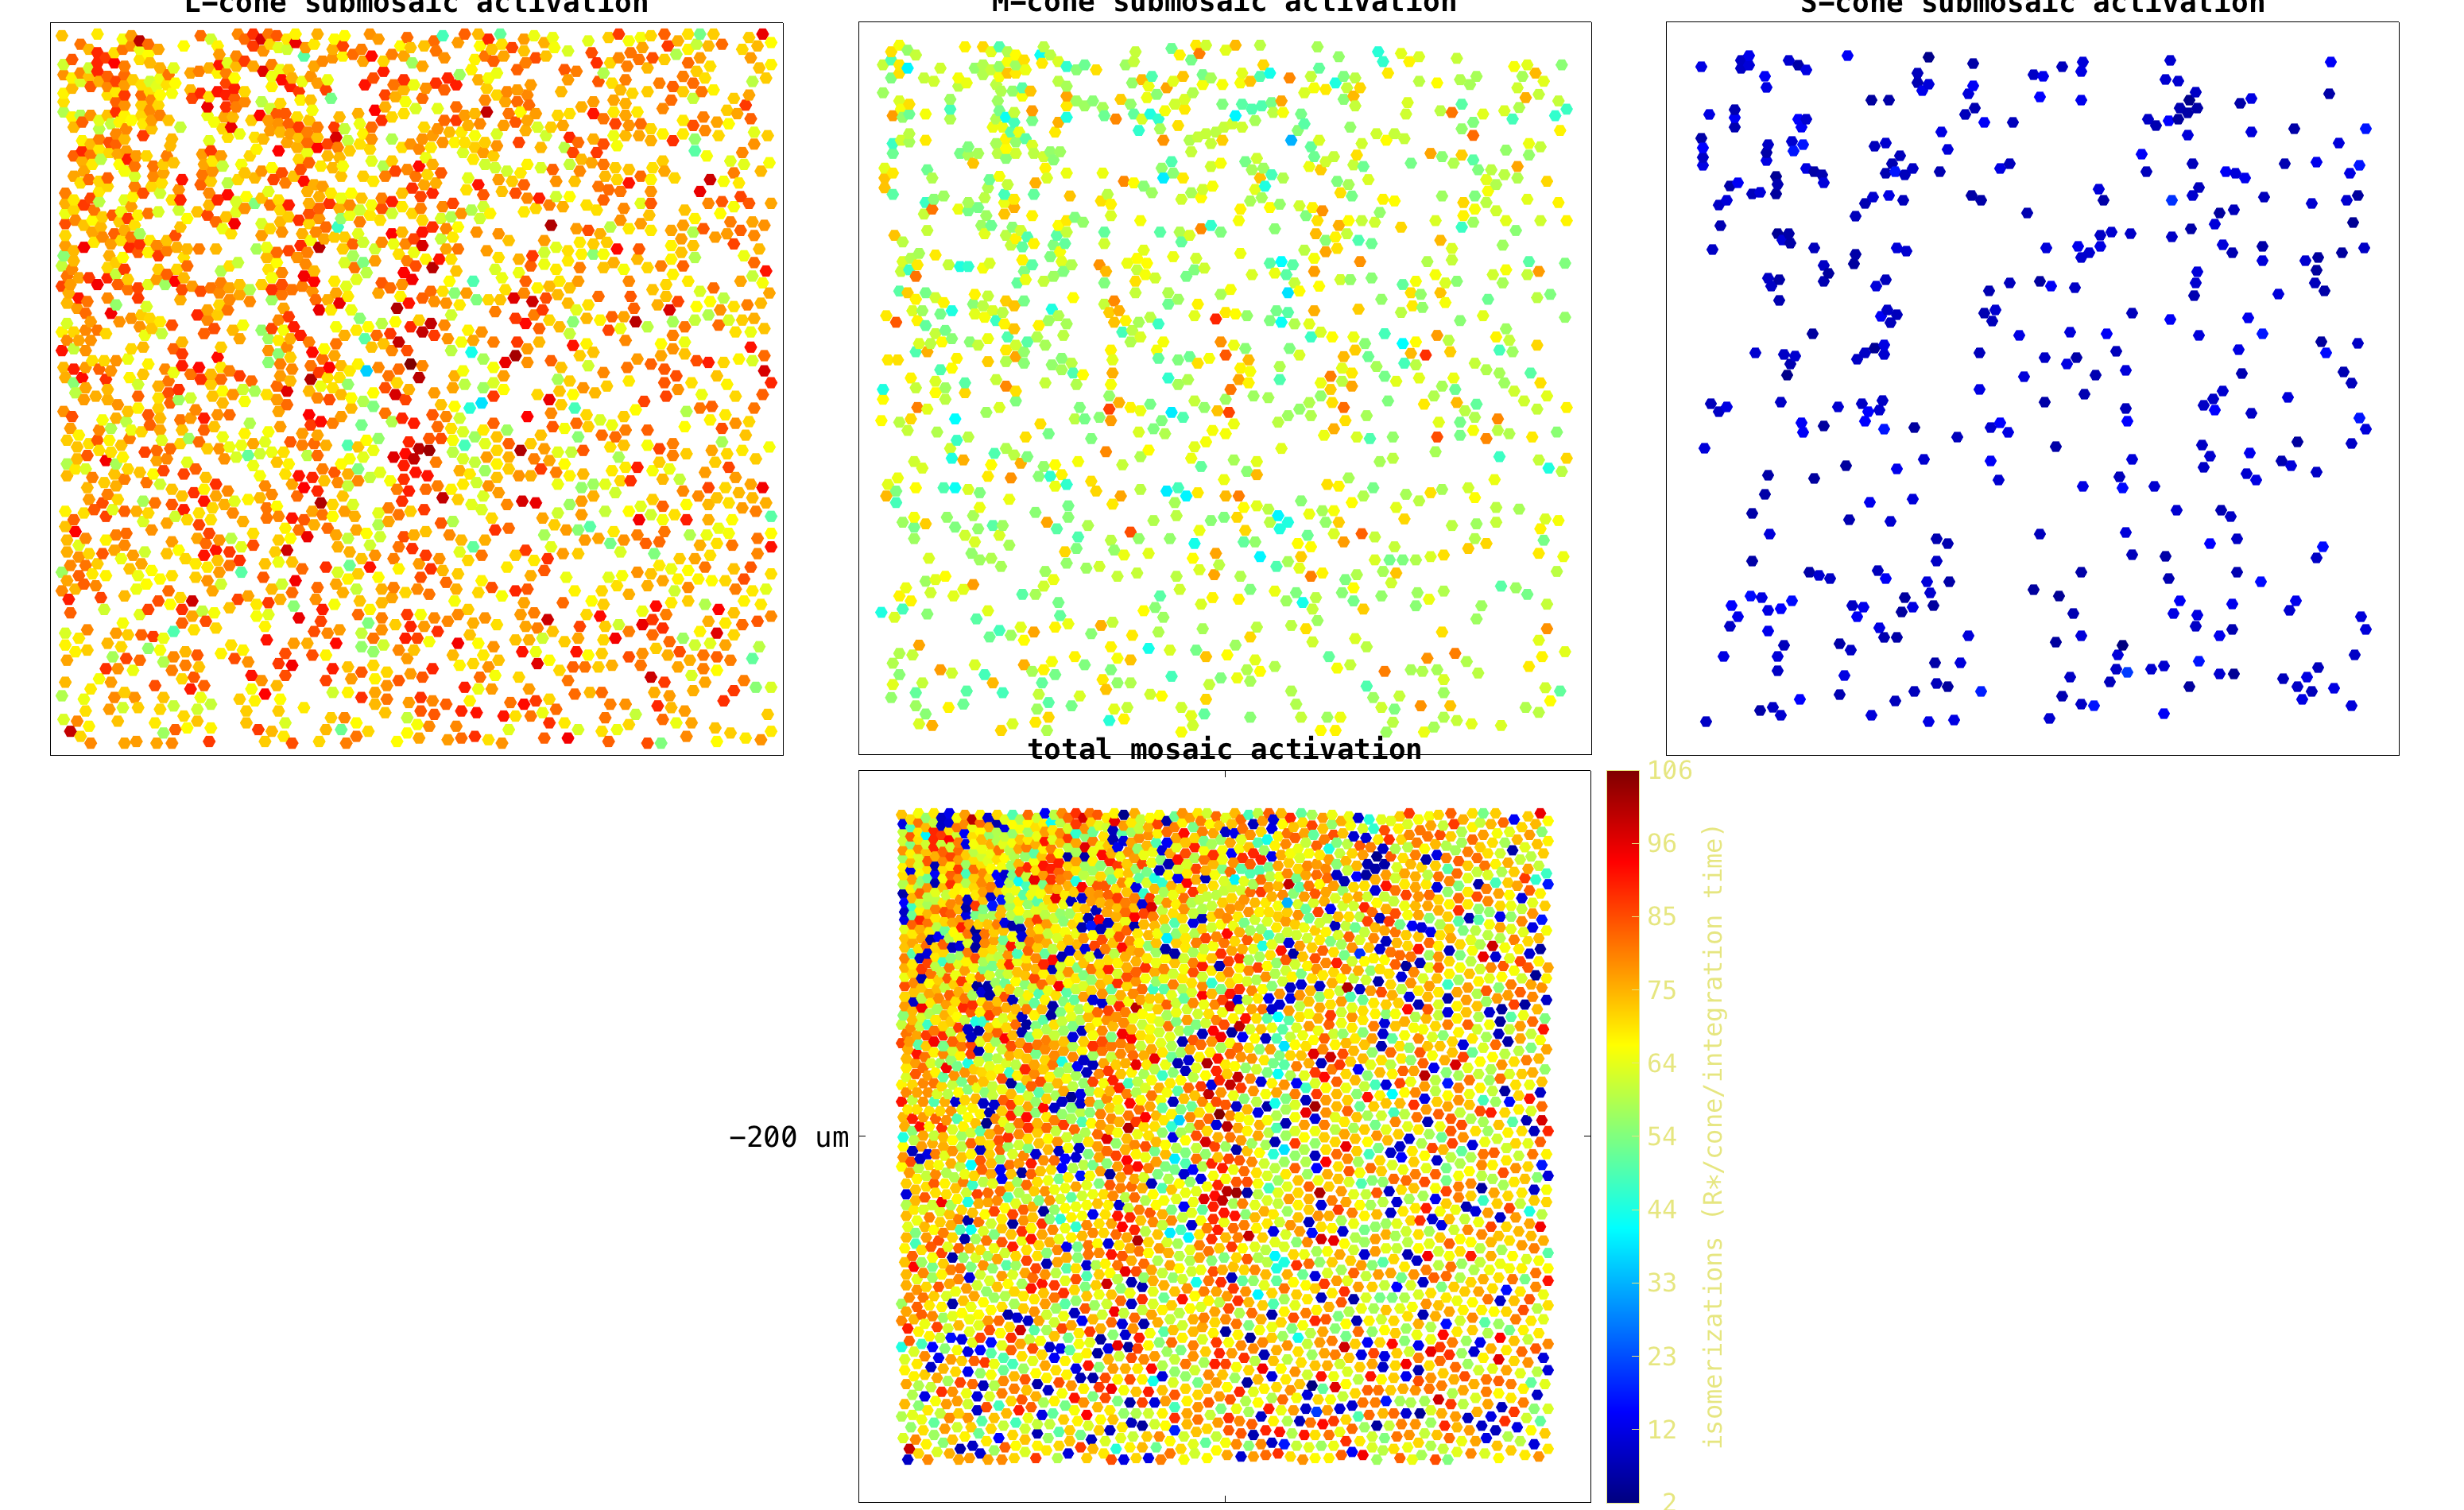 L−cone submosaic activation
M−cone submosaic activation
S−cone submosaic activation
total mosaic activation
−200 um
106
96
85
75
64
54
44
33
23
12
2
isomerizations (R*/cone/integration time)